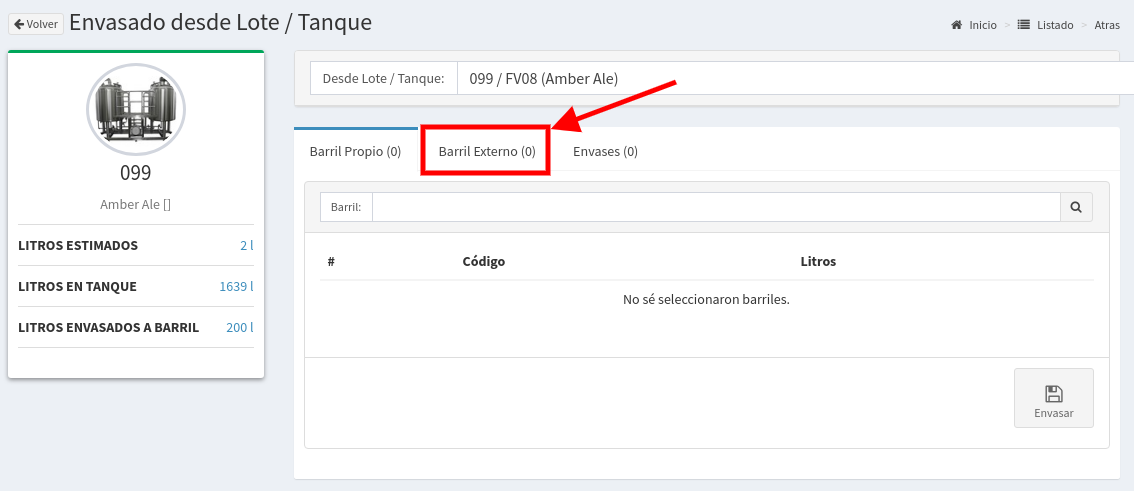 Volver Envasado desde Lote / Tanque
Inicio > Listado > Atras
099
Amber Ale []
LITROS ESTIMADOS 2 l
LITROS EN TANQUE 1639 l
LITROS ENVASADOS A BARRIL 200 l
Desde Lote / Tanque: 099 / FV08 (Amber Ale)
Barril Propio (0) Barril Externo (0) Envases (0)
Barril:
# Código Litros
No sé seleccionaron barriles.
Envasar